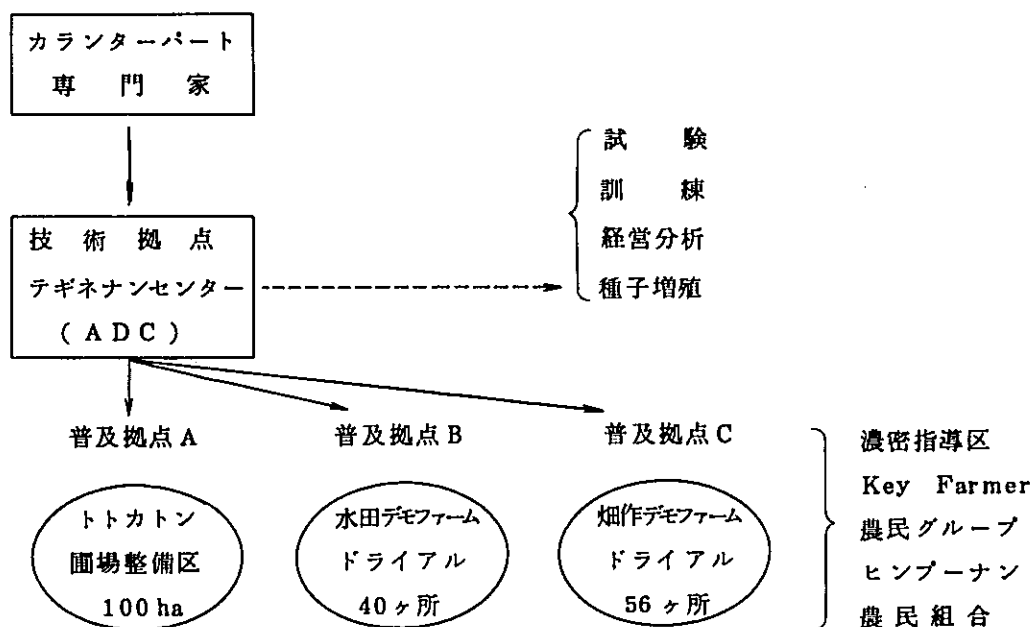 カランターパート
専門家
試験
訓練
経営分析
種子増殖
技術拠点
テギネナンセンター
(ADC)
普及拠点A
普及拠点B
普及拠点C
トトカトン
圃場整備区
100ha
水田デモファーム
ドライアル
40ヶ所
畑作デモファーム
ドライアル
56ヶ所
濃密指導区
Key Farmer
農民グループ
ヒンプーナン
農民組合